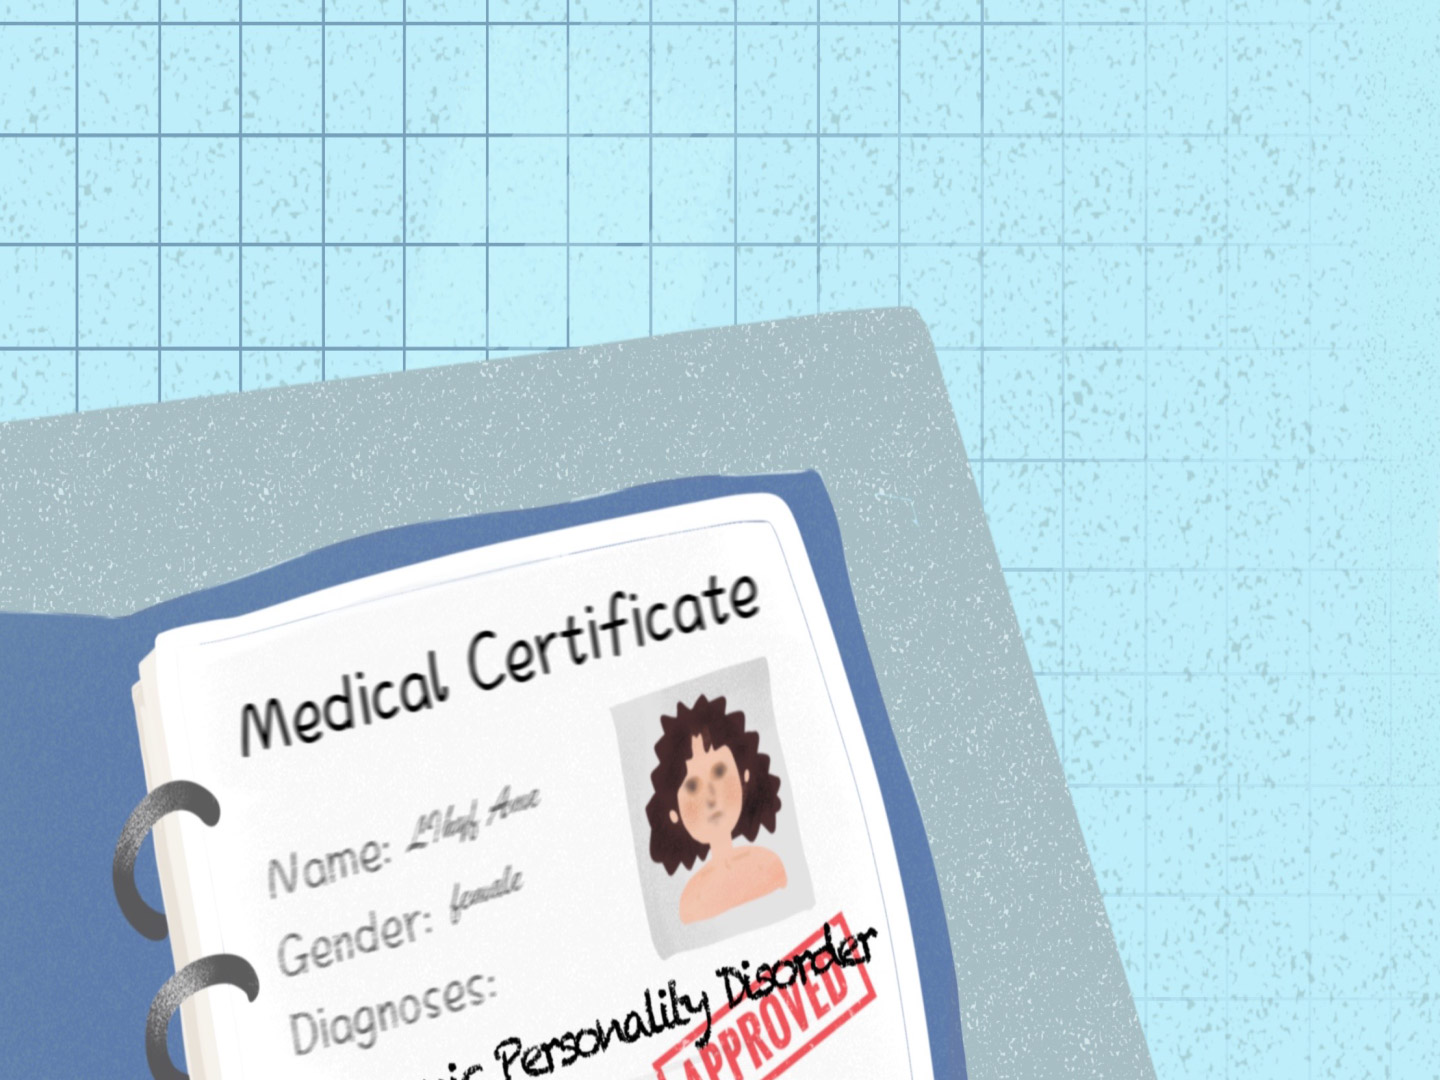 Medical Certificate
Name:
Gender: female
Diagnoses:
Personality Disorder
APPROVED